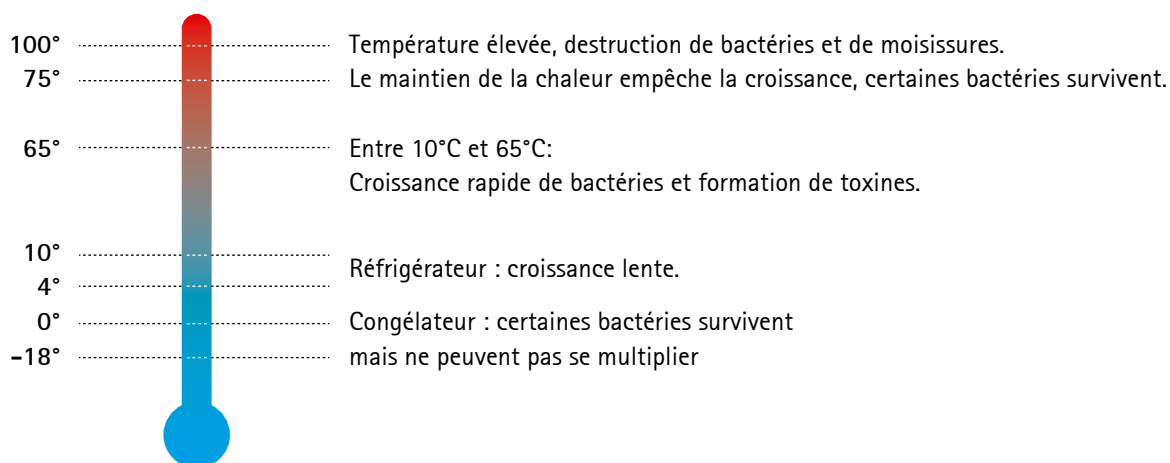 100° Température élevée, destruction de bactéries et de moisissures.
75° Le maintien de la chaleur empêche la croissance, certaines bactéries survivent.
65° Entre 10°C et 65°C:
Croissance rapide de bactéries et formation de toxines.
10°
Réfrigérateur : croissance lente.
4°
0° Congélateur : certaines bactéries survivent
-18° mais ne peuvent pas se multiplier